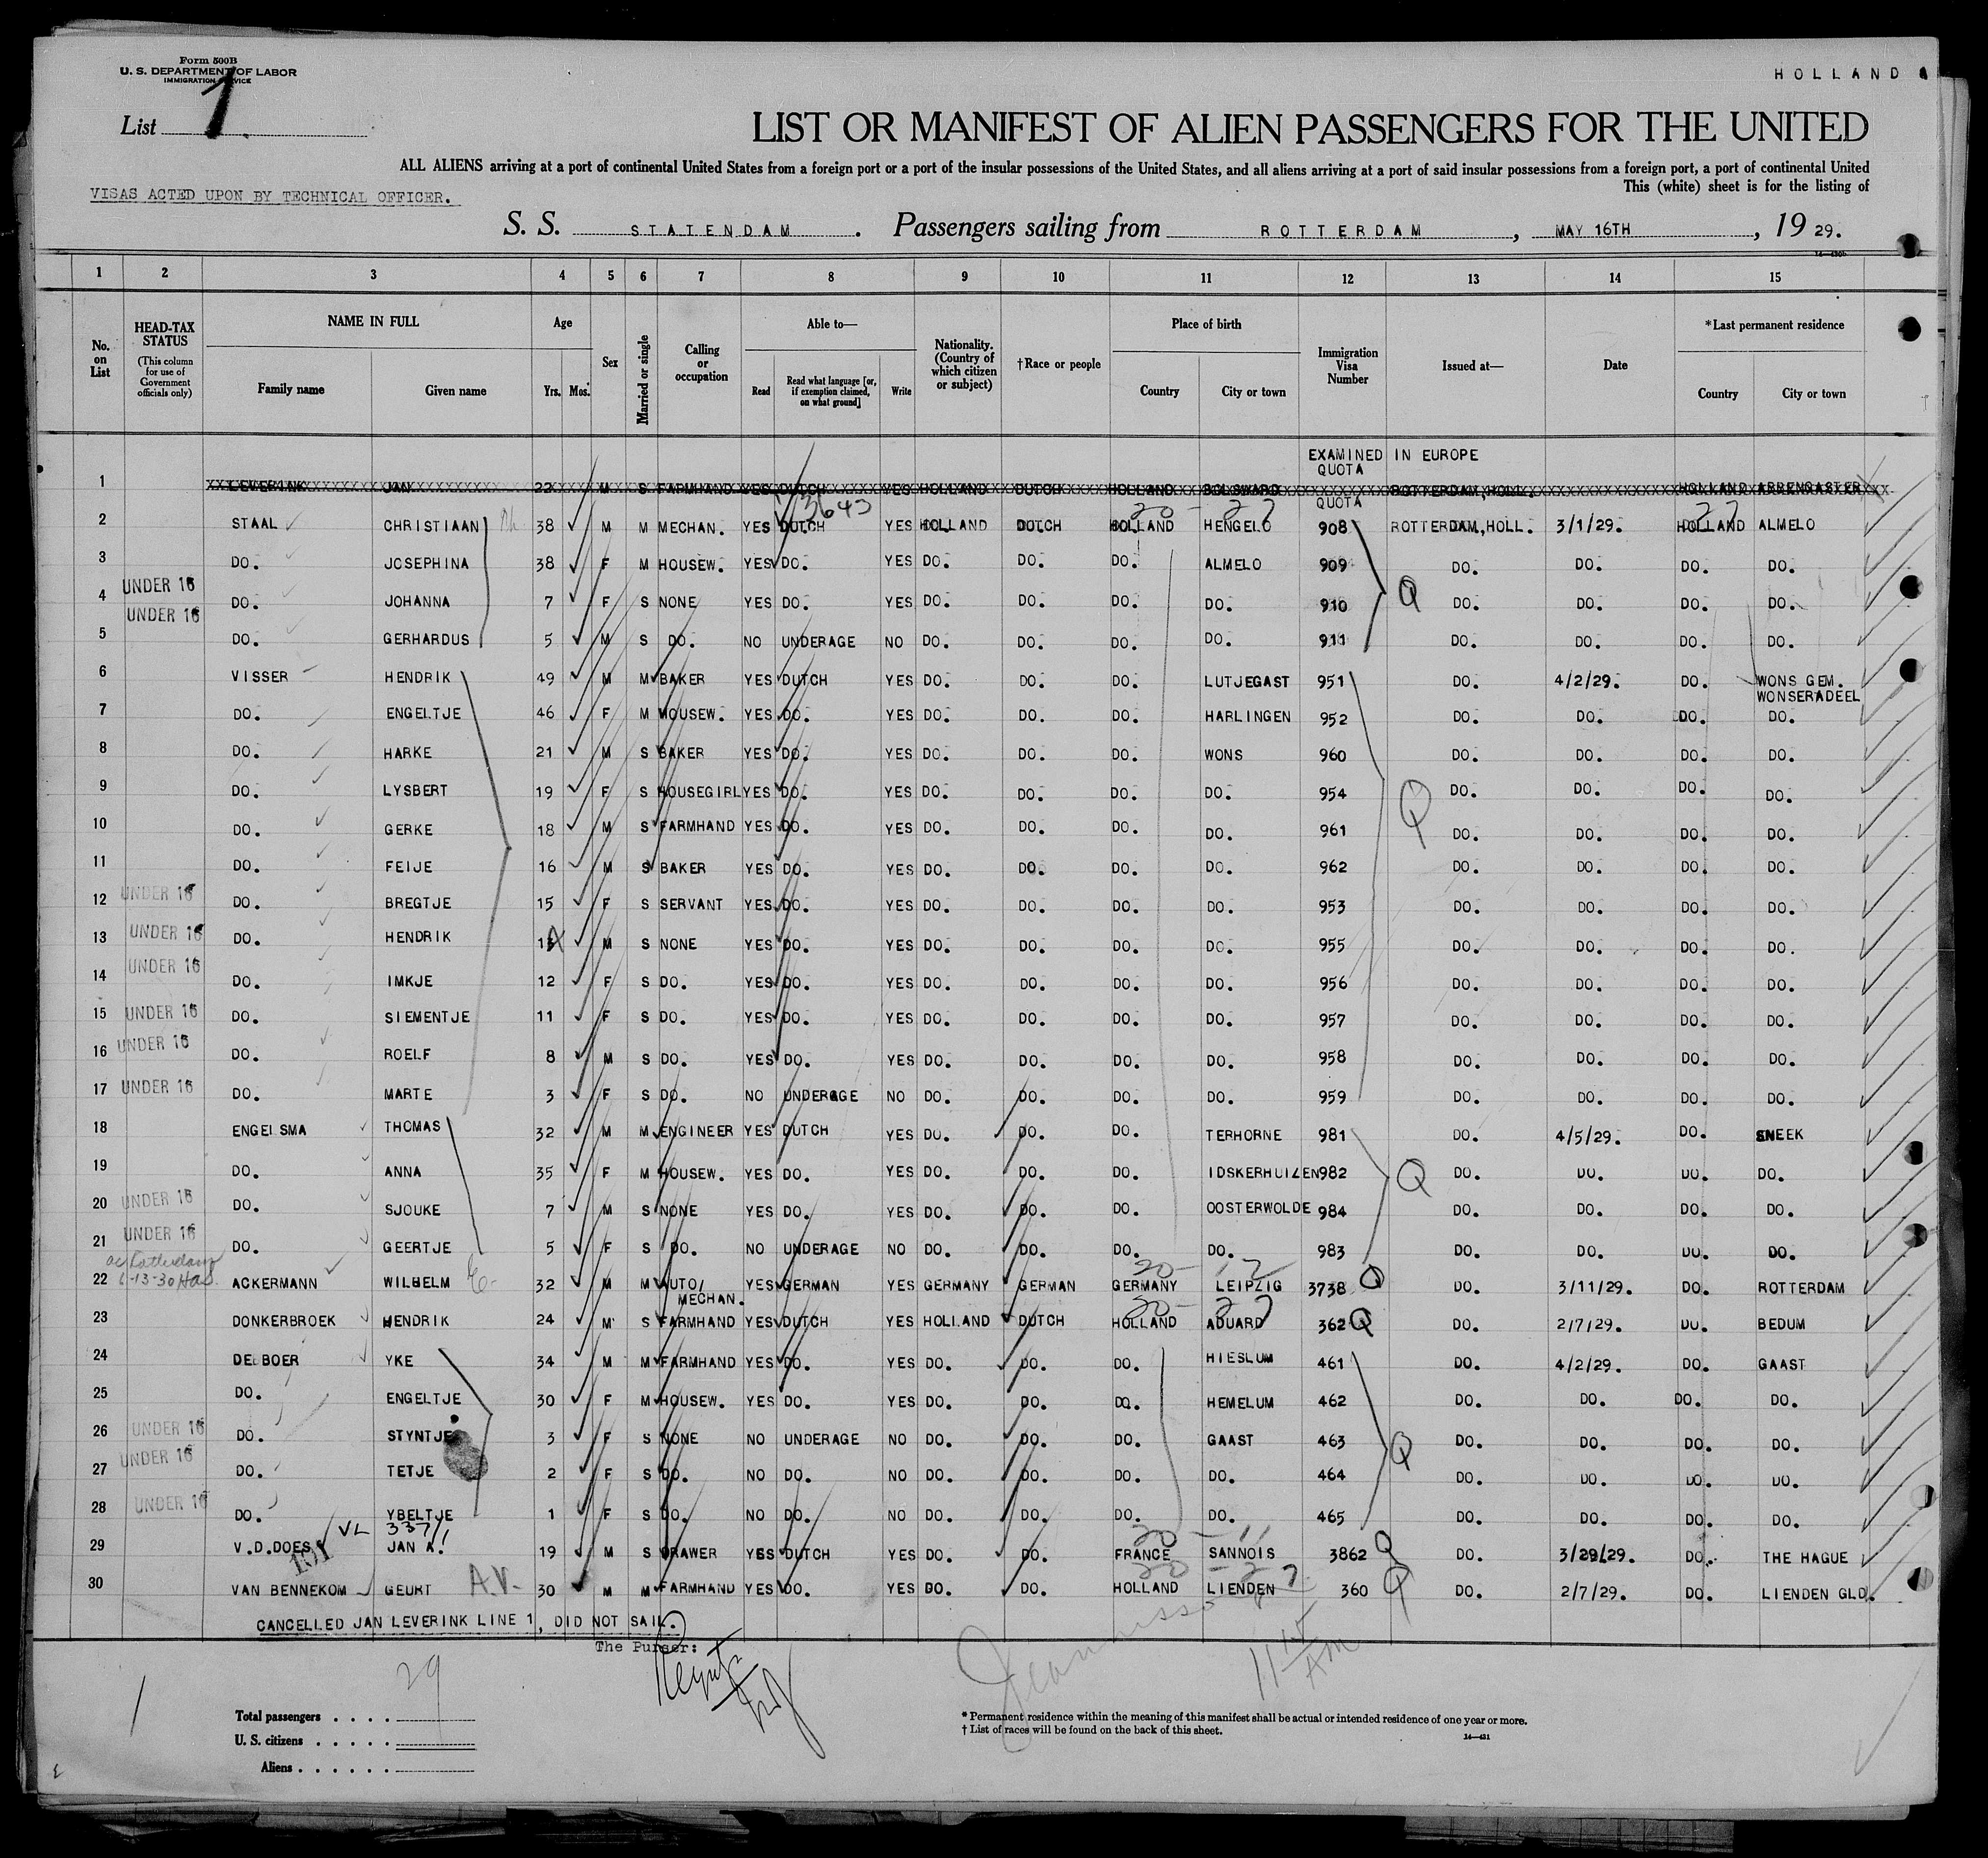 Form 500B
U. S. DEPARTMENT OF LABOR
IMMIGRATION SERVICE
HOLLAND A
List 1
LIST OR MANIFEST OF ALIEN PASSENGERS FOR THE UNITED
ALL ALIENS arriving at a port of continental United States from a foreign port or a port of the insular possessions of the United States, and all aliens arriving at a port of said insular possessions from a foreign port, a port of continental United
This (white) sheet is for the listing of
VISAS ACTED UPON BY TECHNICAL OFFICER.
S. S. STATENDAM . Passengers sailing from ROTTERDAM , MAY 16TH , 19 29.
1 2 3 4 5 6 7 8 9 10 11 12 13 14 15
No. on List
HEAD-TAX STATUS (This column for use of Government officials only)
NAME IN FULL Family name Given name
Age Yrs. Mos.
Sex
Married or single
Calling or occupation
Able to— Read Read what language [or, if exemption claimed, on what ground] Write
Nationality. (Country of which citizen or subject)
†Race or people
Place of birth Country City or town
Immigration Visa Number
Issued at—
Date
*Last permanent residence Country City or town
EXAMINED IN EUROPE
QUOTA
1 LEVERINK JAN M S FARMHAND YES DUTCH YES HOLLAND DUTCH HOLLAND BOLSWARD ROTTERDAM, HOLL. HOLLAND
3643 20 - 27 QUOTA 27
2 STAAL CHRISTIAAN 38 M M MECHAN. YES DUTCH YES HOLLAND DUTCH HOLLAND HENGELO 908 ROTTERDAM, HOLL. 3/1/29. HOLLAND ALMELO
3 DO. JOSEPHINA 38 F M HOUSEW. YES DO. YES DO. DO. DO. ALMELO 909 DO. DO. DO. DO.
4 UNDER 16 DO. JOHANNA 7 F S NONE YES DO. YES DO. DO. DO. DO. 910 Q DO. DO. DO. DO.
5 UNDER 16 DO. GERHARDUS 5 M S DO. NO UNDERAGE NO DO. DO. DO. DO. 911 DO. DO. DO. DO.
6 VISSER HENDRIK 49 M M BAKER YES DUTCH YES DO. DO. DO. LUTJEGAST 951 DO. 4/2/29. DO. WONS GEM. WONSERADEEL
7 DO. ENGELTJE 46 F M HOUSEW. YES DO. YES DO. DO. DO. HARLINGEN 952 DO. DO. DO. DO.
8 DO. HARKE 21 M S BAKER YES DO. YES DO. DO. DO. WONS 960 DO. DO. DO. DO.
9 DO. LYSBERT 19 F S HOUSEGIRL YES DO. YES DO. DO. DO. DO. 954 DO. DO. DO. DO.
10 DO. GERKE 18 M S FARMHAND YES DO. YES DO. DO. DO. DO. 961 Q DO. DO. DO. DO.
11 DO. FEIJE 16 M S BAKER YES DO. YES DO. DO. DO. DO. 962 DO. DO. DO. DO.
12 UNDER 16 DO. BREGTJE 15 F S SERVANT YES DO. YES DO. DO. DO. DO. 953 DO. DO. DO. DO.
13 UNDER 16 DO. HENDRIK M S NONE YES DO. YES DO. DO. DO. DO. 955 DO. DO. DO. DO.
14 UNDER 16 DO. IMKJE 12 F S DO. YES DO. YES DO. DO. DO. DO. 956 DO. DO. DO. DO.
15 UNDER 16 DO. SIEMENTJE 11 F S DO. YES DO. YES DO. DO. DO. DO. 957 DO. DO. DO. DO.
16 UNDER 16 DO. ROELF 8 M S DO. YES DO. YES DO. DO. DO. DO. 958 DO. DO. DO. DO.
17 UNDER 16 DO. MARTE 3 F S DO. NO UNDERAGE NO DO. DO. DO. DO. 959 DO. DO. DO. DO.
18 ENGELSMA THOMAS 32 M M ENGINEER YES DUTCH YES DO. DO. DO. TERHORNE 981 DO. 4/5/29. DO. SNEEK
19 DO. ANNA 35 F M HOUSEW. YES DO. YES DO. DO. DO. IDSKERHUIZEN 982 Q DO. DO. DO. DO.
20 UNDER 16 DO. SJOUKE 7 M S NONE YES DO. YES DO. DO. DO. OOSTERWOLDE 984 DO. DO. DO. DO.
21 UNDER 16 DO. GEERTJE 5 F S DO. NO UNDERAGE NO DO. DO. DO. DO. 983 DO. DO. DO. DO.
6-13-30 20- 12
22 ACKERMANN WILHELM 32 M M AUTO/ MECHAN. YES GERMAN YES GERMANY GERMAN GERMANY LEIPZIG 3738 Q DO. 3/11/29. DO. ROTTERDAM
20- 27
23 DONKERBROEK HENDRIK 24 M S FARMHAND YES DUTCH YES HOLLAND DUTCH HOLLAND ADUARD 362 Q DO. 2/7/29. DO. BEDUM
24 DE BOER YKE 34 M M FARMHAND YES DO. YES DO. DO. DO. HIESLUM 461 DO. 4/2/29. DO. GAAST
25 DO. ENGELTJE 30 F M HOUSEW. YES DO. YES DO. DO. DO. HEMELUM 462 DO. DO. DO. DO.
26 UNDER 16 DO. STYNTJE 3 F S NONE NO UNDERAGE NO DO. DO. DO. GAAST 463 Q DO. DO. DO. DO.
27 UNDER 16 DO. TETJE 2 F S DO. NO DO. NO DO. DO. DO. DO. 464 DO. DO. DO. DO.
28 UNDER 16 DO. YBELTJE 1 F S DO. NO DO. NO DO. DO. DO. DO. 465 DO. DO. DO. DO.
VL 337/ 20 - 11
29 V.D.DOES JAN A. 19 M S DRAWER YES DUTCH YES DO. DO. FRANCE SANNOIS 3862 Q DO. 3/29/29. DO. THE HAGUE
191 20 - 27
30 VAN BENNEKOM GEURT A.V. 30 M M FARMHAND YES DO. YES DO. DO. HOLLAND LIENDEN 360 Q DO. 2/7/29. DO. LIENDEN GLD.
CANCELLED JAN LEVERINK LINE 1, DID NOT SAIL.
The Purser:
1 29
11 15 AM
Total passengers . . . .
U. S. citizens . . . . .
Aliens . . . . . .
* Permanent residence within the meaning of this manifest shall be actual or intended residence of one year or more.
† List of races will be found on the back of this sheet.
14—431